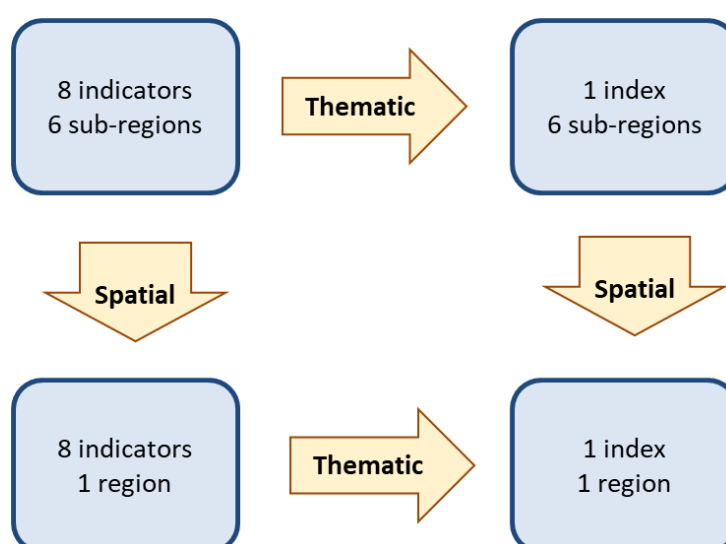 8 indicators
6 sub-regions
Thematic
1 index
6 sub-regions
Spatial
Spatial
8 indicators
1 region
Thematic
1 index
1 region